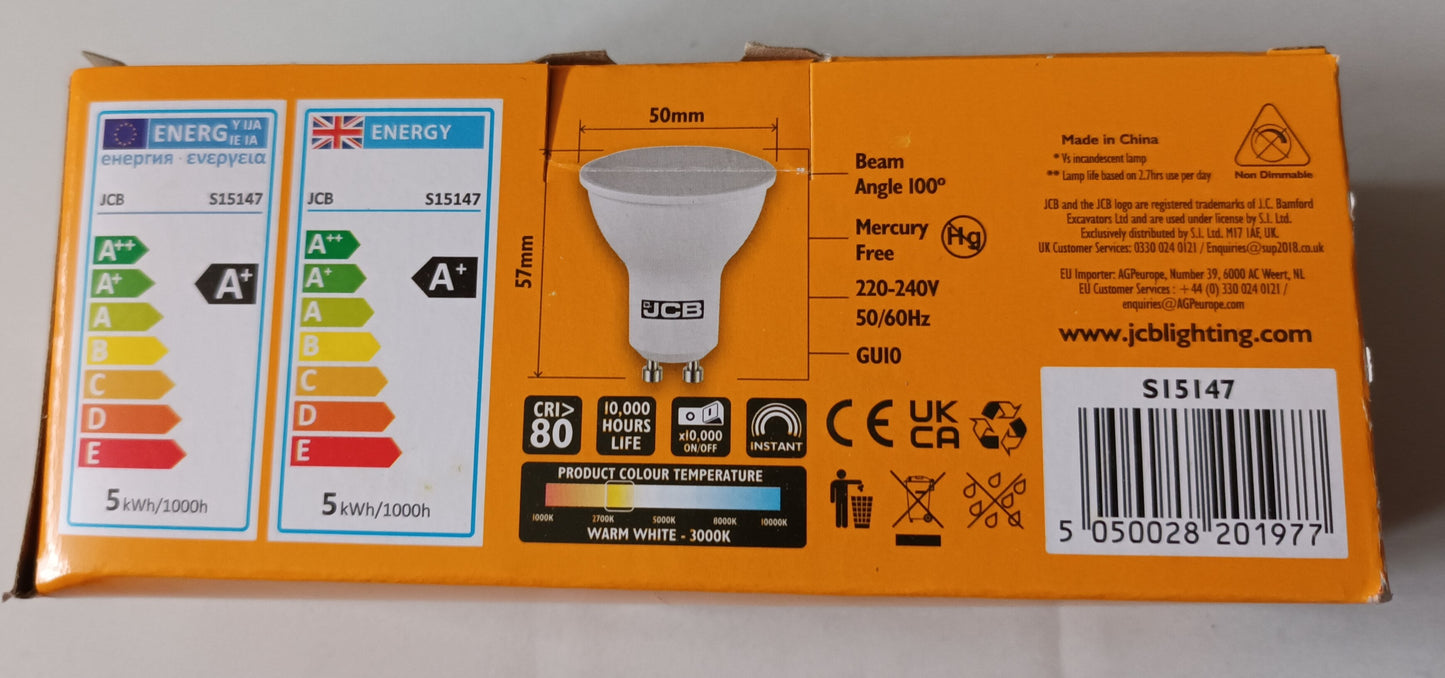 ENERG Y IJA
IE IA
енергия · ενεργεια
JCB S15147
A++
A+
A
B
C
D
E
A+
5 kWh/1000h
ENERGY
JCB S15147
A++
A+
A
B
C
D
E
A+
5 kWh/1000h
50mm
57mm
JCB
Beam
Angle 100º
Mercury
Free
Hg
220-240V
50/60Hz
GU10
CRI>
80
10,000
HOURS
LIFE
x10,000
ON/OFF
INSTANT
PRODUCT COLOUR TEMPERATURE
1000K 2700K 5000K 8000K 10000K
WARM WHITE - 3000K
CE
UK
CA
Made in China
* Vs incandescent lamp
** Lamp life based on 2.7hrs use per day
Non Dimmable
JCB and the JCB logo are registered trademarks of J.C. Bamford
Excavators Ltd and are used under license by S.I. Ltd.
Exclusively distributed by S.I. Ltd. M17 1AE, UK.
UK Customer Services: 0330 024 0121 / Enquiries@sup2018.co.uk
EU Importer: AGPeurope, Number 39, 6000 AC Weert, NL
EU Customer Services : +44 (0) 330 024 0121 /
enquiries@AGPeurope.com
www.jcblighting.com
S15147
5 050028 201977